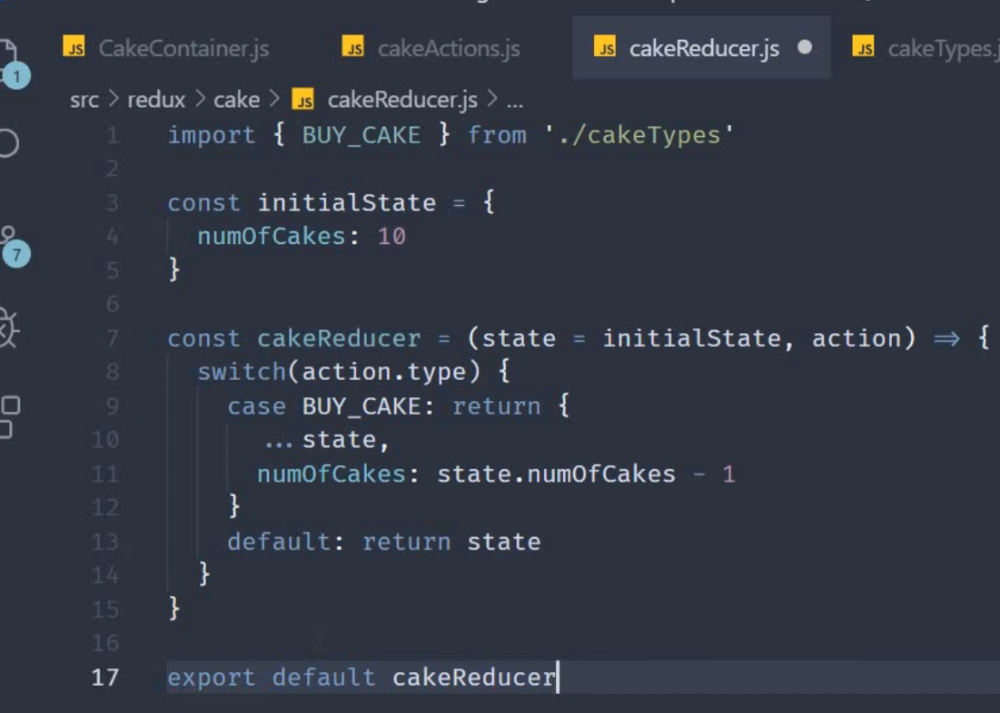 JS CakeContainer.js JS cakeActions.js JS cakeReducer.js JS cakeTypes.j
1
7
src > redux > cake > JS cakeReducer.js > ...
1 import { BUY_CAKE } from './cakeTypes'
2
3 const initialState = {
4 numOfCakes: 10
5 }
6
7 const cakeReducer = (state = initialState, action) => {
8 switch(action.type) {
9 case BUY_CAKE: return {
10 ...state,
11 numOfCakes: state.numOfCakes - 1
12 }
13 default: return state
14 }
15 }
16
17 export default cakeReducer